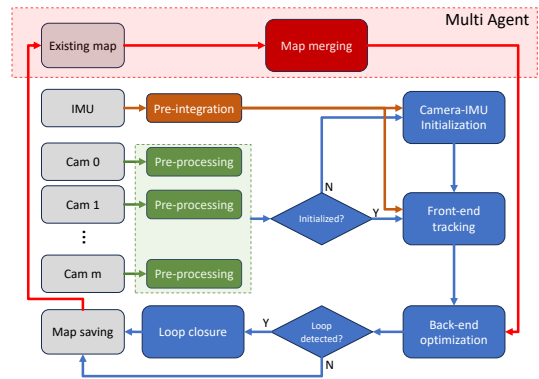 Multi Agent
Existing map
Map merging
IMU
Pre-integration
Camera-IMU
Initialization
Cam 0
Pre-processing
N
Cam 1
Pre-processing
Initialized?
Y
Front-end
tracking
Cam m
Pre-processing
Map saving
Loop closure
Y
Loop
detected?
N
Back-end
optimization